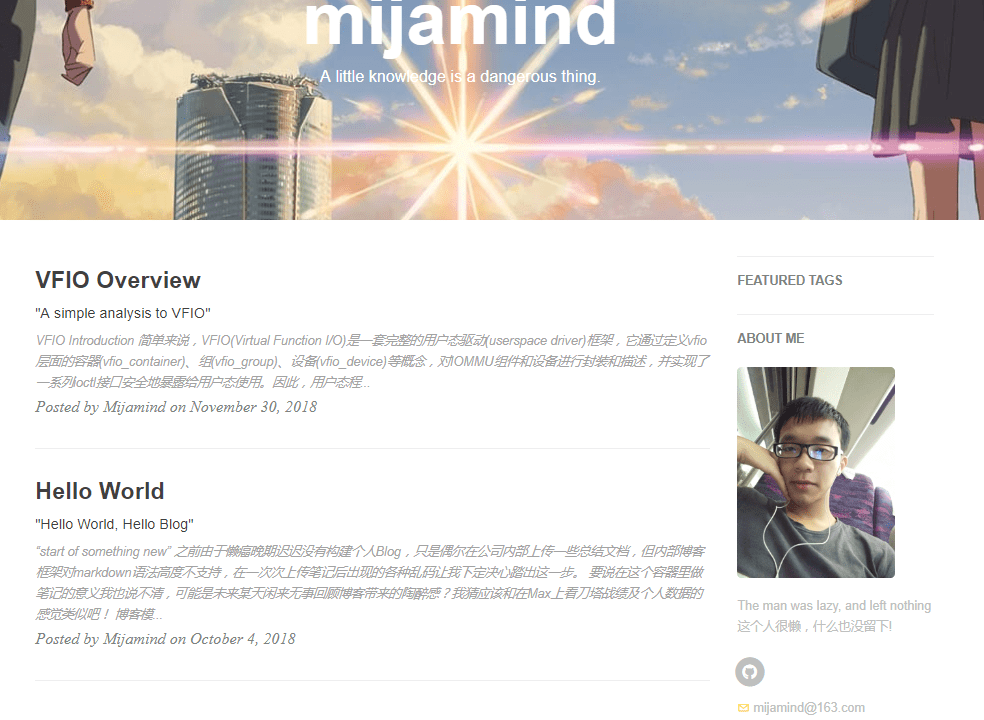 mijamind
A little knowledge is a dangerous thing.
VFIO Overview
"A simple analysis to VFIO"
VFIO Introduction 简单来说，VFIO(Virtual Function I/O)是一套完整的用户态驱动(userspace driver)框架，它通过定义vfio
层面的容器(vfio_container)、组(vfio_group)、设备(vfio_device)等概念，对IOMMU组件和设备进行封装和描述，并实现了
一系列ioctl接口安全地暴露给用户态使用。因此，用户态程...
Posted by Mijamind on November 30, 2018
Hello World
"Hello World, Hello Blog"
“start of something new” 之前由于懒癌晚期迟迟没有构建个人Blog，只是偶尔在公司内部上传一些总结文档，但内部博客
框架对markdown语法高度不支持，在一次次上传笔记后出现的各种乱码让我下定决心踏出这一步。 要说在这个容器里做
笔记的意义我也说不清，可能是未来某天闲来无事回顾博客带来的陶醉感？我猜应该和在Max上看刀塔战绩及个人数据的
感觉类似吧！ 博客模...
Posted by Mijamind on October 4, 2018
FEATURED TAGS
ABOUT ME
The man was lazy, and left nothing
这个人很懒，什么也没留下!
mijamind@163.com